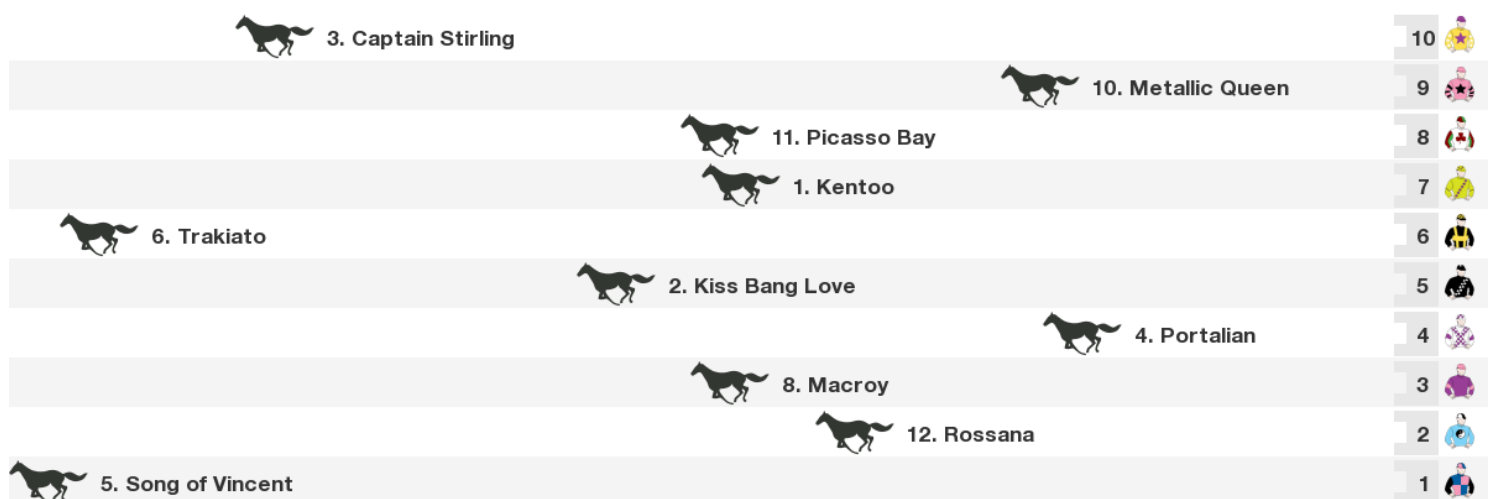 3. Captain Stirling 10
10. Metallic Queen 9
11. Picasso Bay 8
1. Kentoo 7
6. Trakiato 6
2. Kiss Bang Love 5
4. Portalian 4
8. Macroy 3
12. Rossana 2
5. Song of Vincent 1